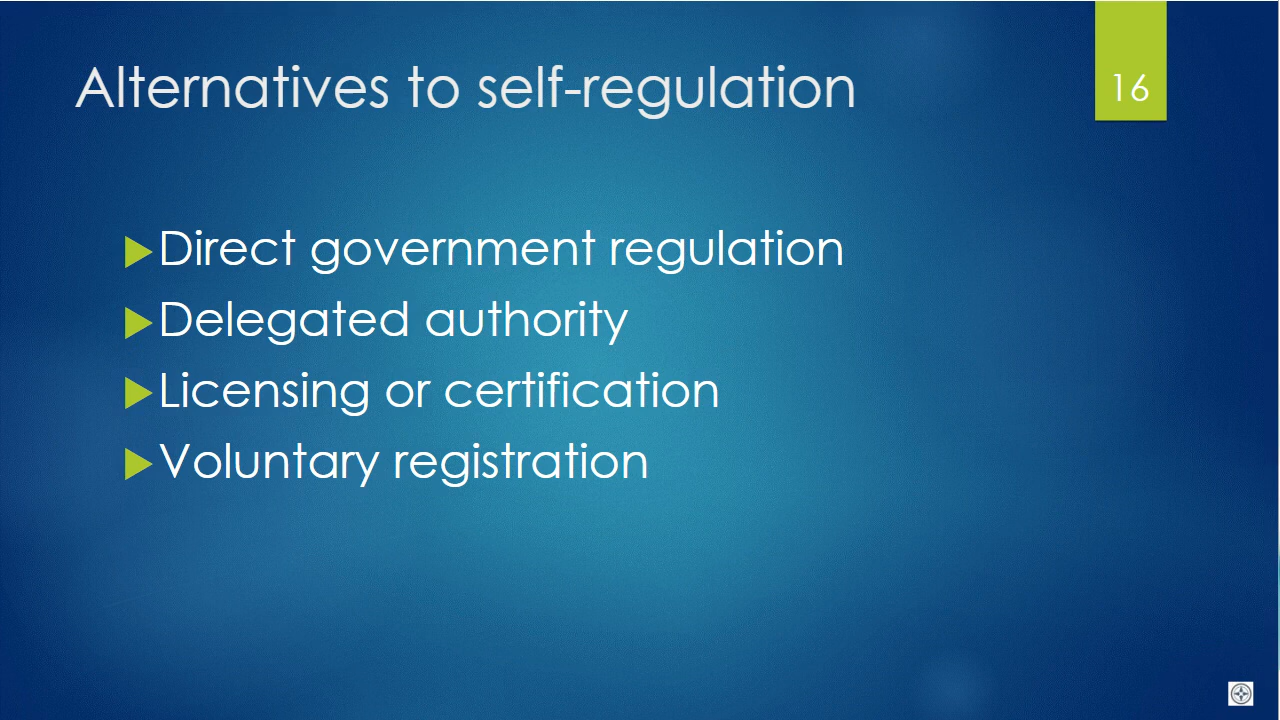 Alternatives to self-regulation
16
Direct government regulation
Delegated authority
Licensing or certification
Voluntary registration